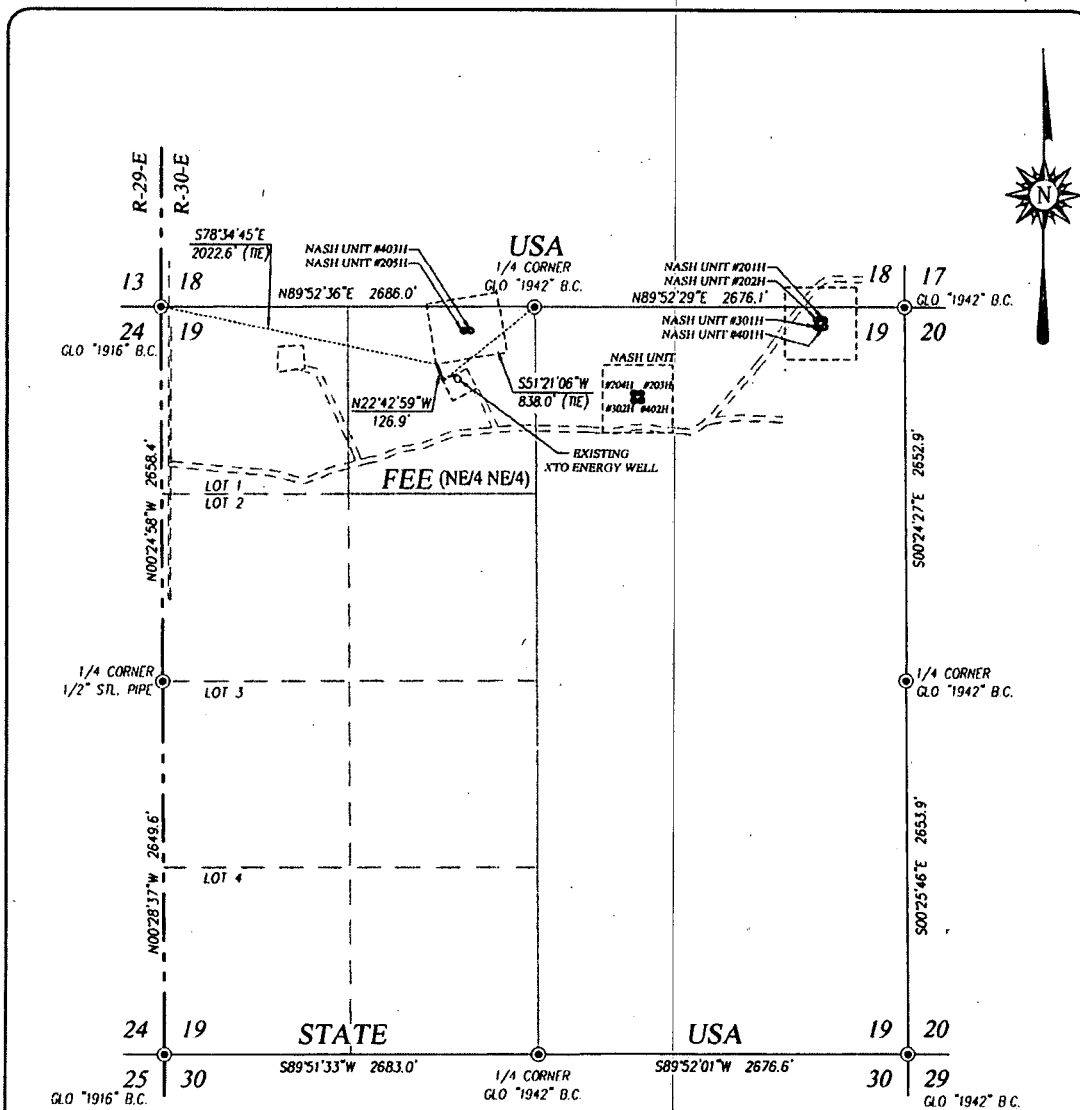 R-29-E
R-30-E
N
S78°34'45"E
2022.6' (TIE)
NASH UNIT #403H
NASH UNIT #205H
USA
1/4 CORNER
GLO "1942" B.C.
NASH UNIT #201H
NASH UNIT #202H
18
17
13
18
N89°52'36"E 2686.0'
N89°52'29"E 2676.1'
GLO "1942" B.C.
24
19
NASH UNIT #301H
NASH UNIT #401H
19
20
GLO "1916" B.C.
NASH UNIT
#204H #203H
#302H #402H
S51°21'06"W
838.0' (TIE)
N22°42'59"W
126.9'
EXISTING
XTO ENERGY WELL
FEE (NE/4 NE/4)
LOT 1
LOT 2
N00°24'58"W 2658.4'
S00°24'27"E 2652.9'
1/4 CORNER
1/2" STL. PIPE
LOT 3
1/4 CORNER
GLO "1942" B.C.
N00°28'37"W 2649.6'
S00°25'46"E 2653.9'
LOT 4
24
19
STATE
USA
19
20
S89°51'33"W 2683.0'
S89°52'01"W 2676.6'
25
30
1/4 CORNER
30
29
GLO "1916" B.C.
GLO "1942" B.C.
GLO "1942" B.C.